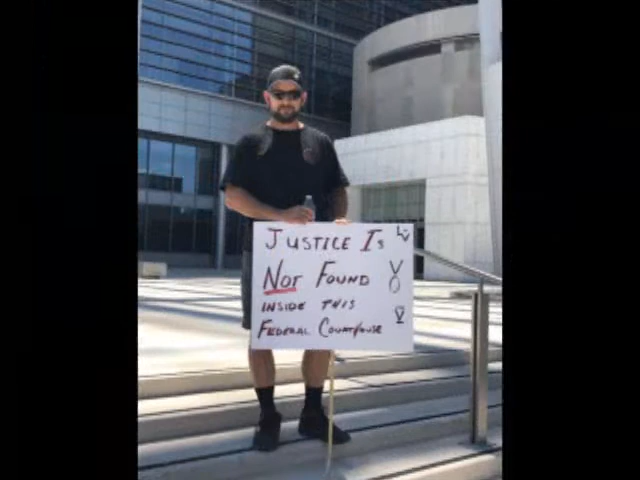 JUSTICE IS
NOT FOUND
INSIDE THIS
FEDERAL COURTHOUSE